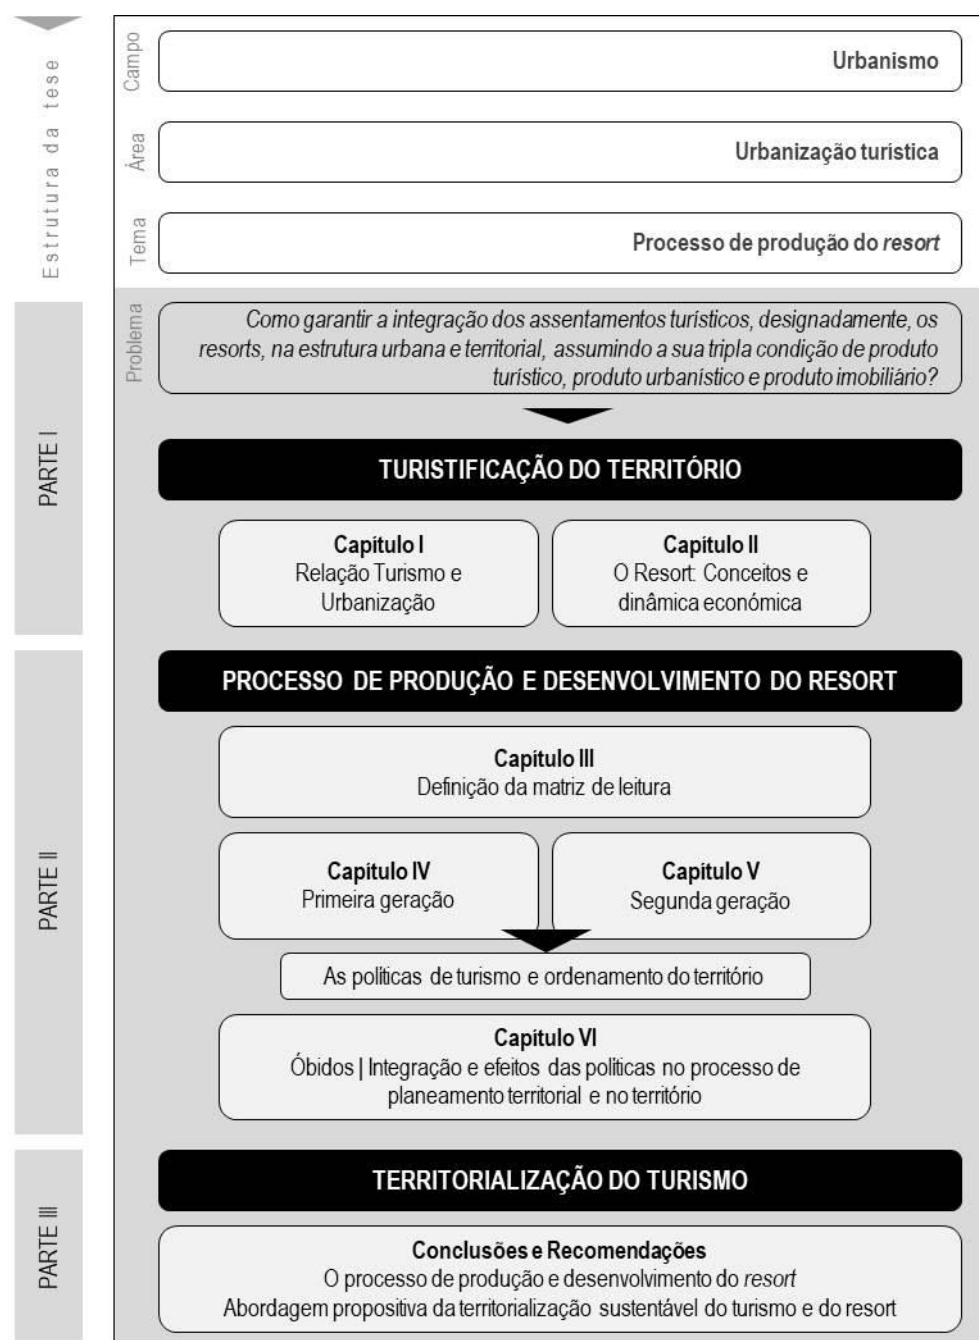 Estrutura da tese
Campo
Urbanismo
Área
Urbanização turística
Tema
Processo de produção do resort
Problema
Como garantir a integração dos assentamentos turísticos, designadamente, os
resorts, na estrutura urbana e territorial, assumindo a sua tripla condição de produto
turístico, produto urbanístico e produto imobiliário?
PARTE I
TURISTIFICAÇÃO DO TERRITÓRIO
Capítulo I
Relação Turismo e
Urbanização
Capítulo II
O Resort: Conceitos e
dinâmica económica
PARTE II
PROCESSO DE PRODUÇÃO E DESENVOLVIMENTO DO RESORT
Capítulo III
Definição da matriz de leitura
Capítulo IV
Primeira geração
Capítulo V
Segunda geração
As políticas de turismo e ordenamento do território
Capítulo VI
Óbidos | Integração e efeitos das políticas no processo de
planeamento territorial e no território
PARTE III
TERRITORIALIZAÇÃO DO TURISMO
Conclusões e Recomendações
O processo de produção e desenvolvimento do resort
Abordagem propositiva da territorialização sustentável do turismo e do resort